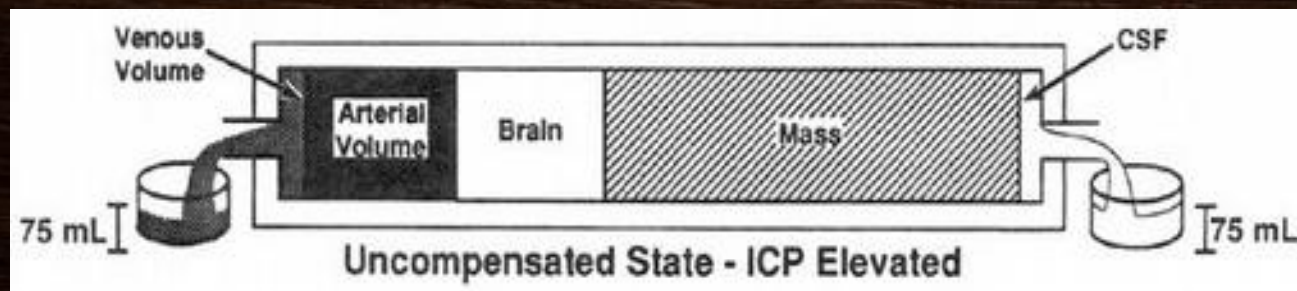 Venous
Volume
CSF
Arterial
Volume
Brain
Mass
75 mL
75 mL
Uncompensated State - ICP Elevated